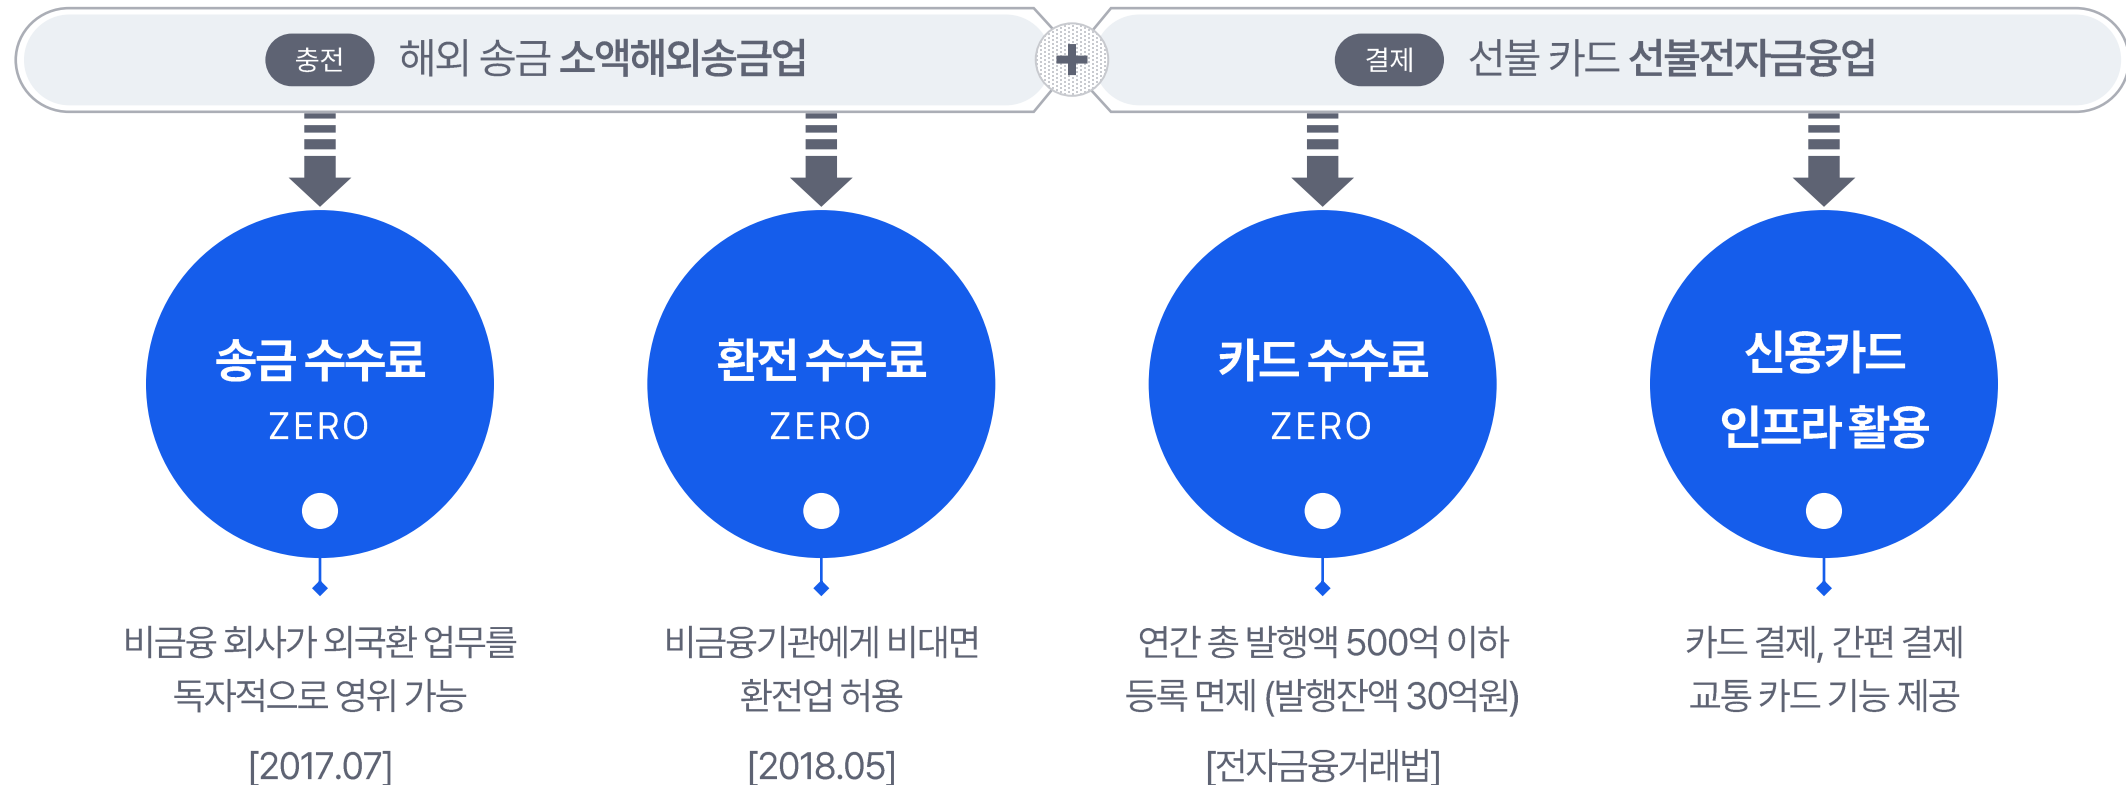 충전 해외 송금 소액해외송금업
결제 선불 카드 선불전자금융업
송금 수수료
ZERO
비금융 회사가 외국환 업무를
독자적으로 영위 가능
[2017.07]
환전 수수료
ZERO
비금융기관에게 비대면
환전업 허용
[2018.05]
카드 수수료
ZERO
연간 총 발행액 500억 이하
등록 면제 (발행잔액 30억원)
[전자금융거래법]
신용카드
인프라 활용
카드 결제, 간편 결제
교통 카드 기능 제공